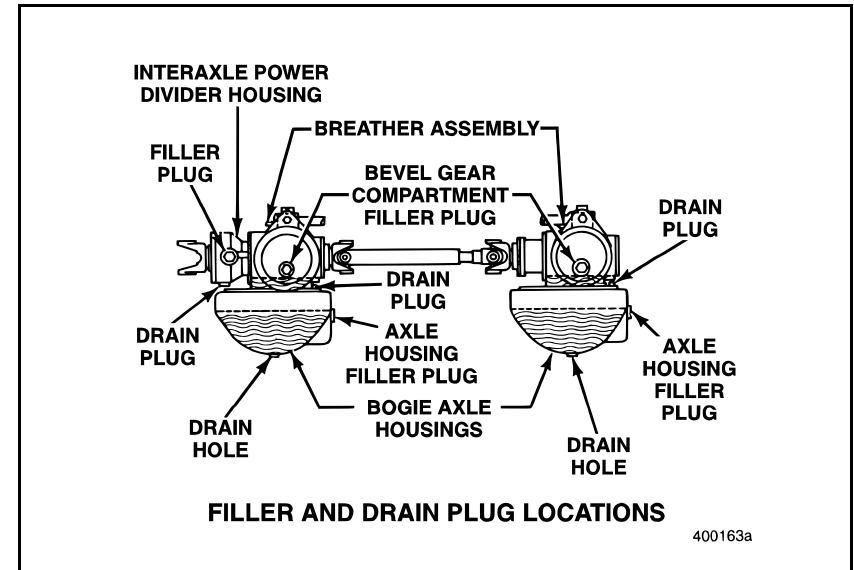 INTERAXLE POWER
DIVIDER HOUSING
BREATHER ASSEMBLY
FILLER
PLUG
BEVEL GEAR
COMPARTMENT
FILLER PLUG
DRAIN
PLUG
DRAIN
PLUG
DRAIN
PLUG
AXLE
HOUSING
FILLER PLUG
AXLE
HOUSING
FILLER
PLUG
BOGIE AXLE
HOUSINGS
DRAIN
HOLE
DRAIN
HOLE
FILLER AND DRAIN PLUG LOCATIONS
400163a